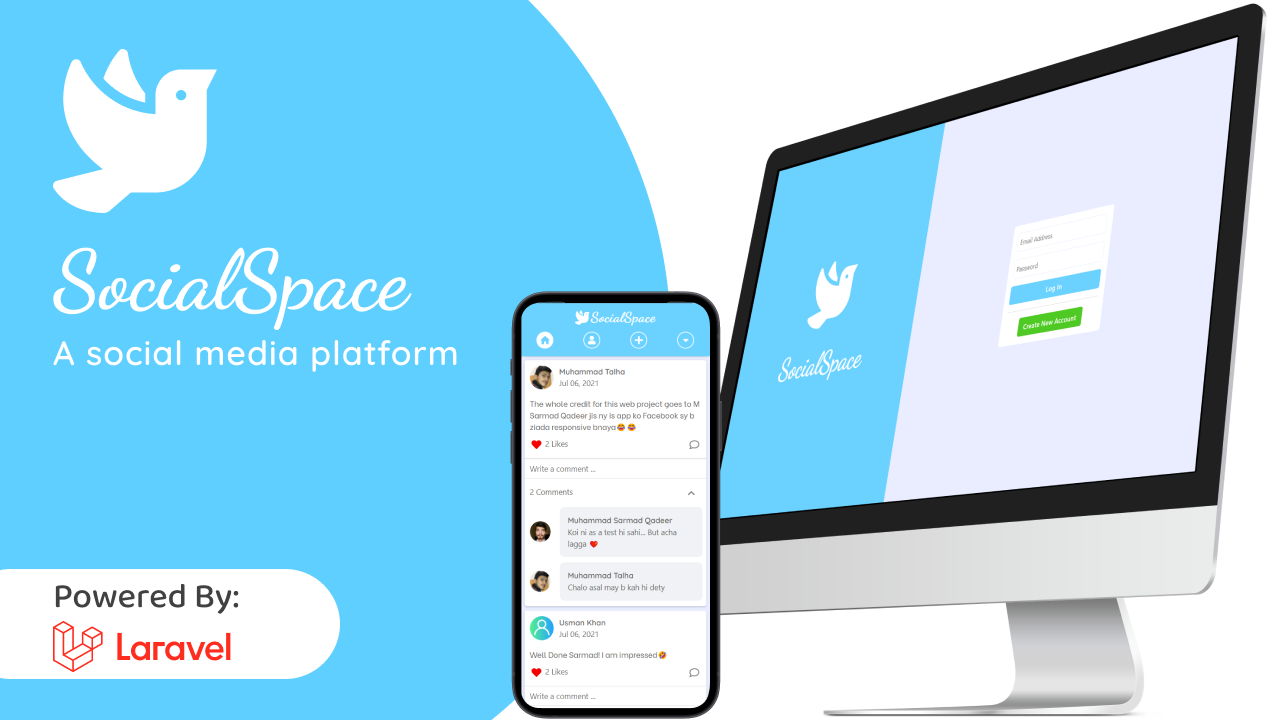 SocialSpace
A social media platform
Powered By:
Laravel
SocialSpace
Muhammad Talha
Jul 06, 2021
The whole credit for this web project goes to M
Sarmad Qadeer jis ny is app ko Facebook sy b
ziada responsive bnaya😂😂
2 Likes
Write a comment ...
2 Comments
Muhammad Sarmad Qadeer
Koi ni as a test hi sahi... But acha
lagga ❤️
Muhammad Talha
Chalo asal may b kah hi dety
Usman Khan
Jul 06, 2021
Well Done Sarmad! I am impressed🤣
2 Likes
Write a comment ...
SocialSpace
Email Address
Password
Log In
Create New Account